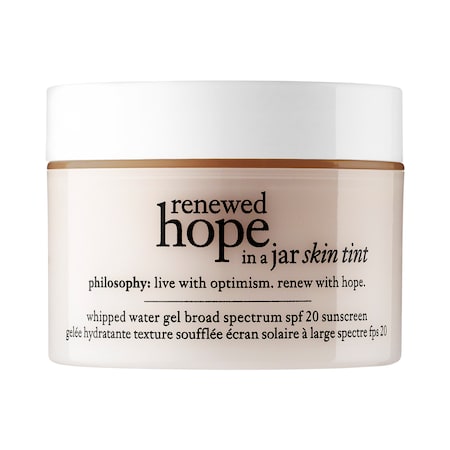 renewed
hope
in a jar skin tint
philosophy: live with optimism. renew with hope.
whipped water gel broad spectrum spf 20 sunscreen
gelée hydratante texture soufflée écran solaire à large spectre fps 20